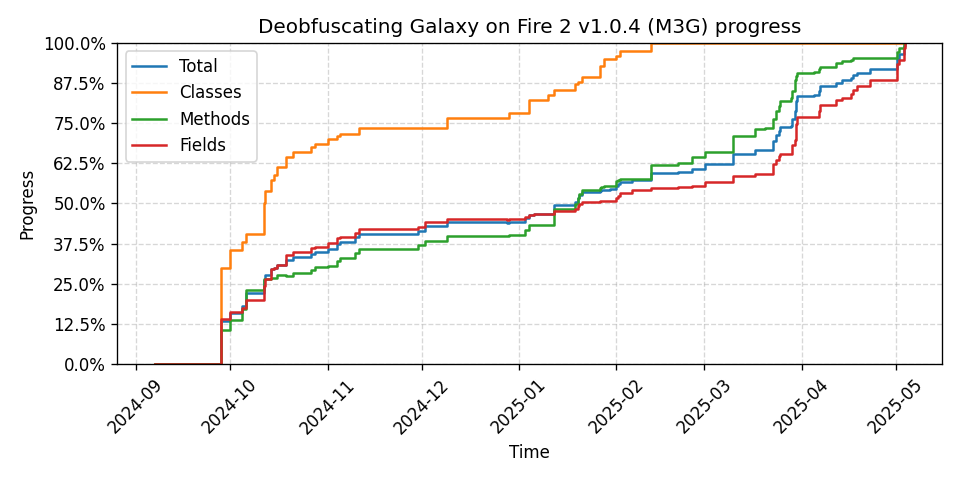 Deobfuscating Galaxy on Fire 2 v1.0.4 (M3G) progress
Total
Classes
Methods
Fields
Progress
100.0%
87.5%
75.0%
62.5%
50.0%
37.5%
25.0%
12.5%
0.0%
2024-09
2024-10
2024-11
2024-12
2025-01
2025-02
2025-03
2025-04
2025-05
Time